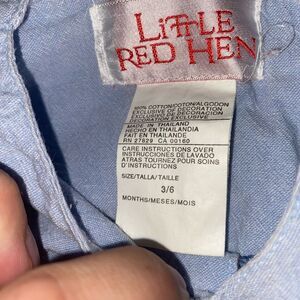 LiTTLE
RED HEN
100% COTTON/COTON/ALGODON
EXCLUSIVE OF DECORATION
EXCLUSIVO DE DECORACION
MADE IN THAILAND
HECHO EN THAILANDIA
FAIT EN THAILANDE
RN 27829 CA 00160
CARE INSTRUCTIONS OVER
INSTRUCCIONES DE LAVADO
ATRAS TOURNEZ POUR SOINS
D'INSTRUCTIONS
SIZE/TALLA/TAILLE
3/6
MONTHS/MESES/MOIS